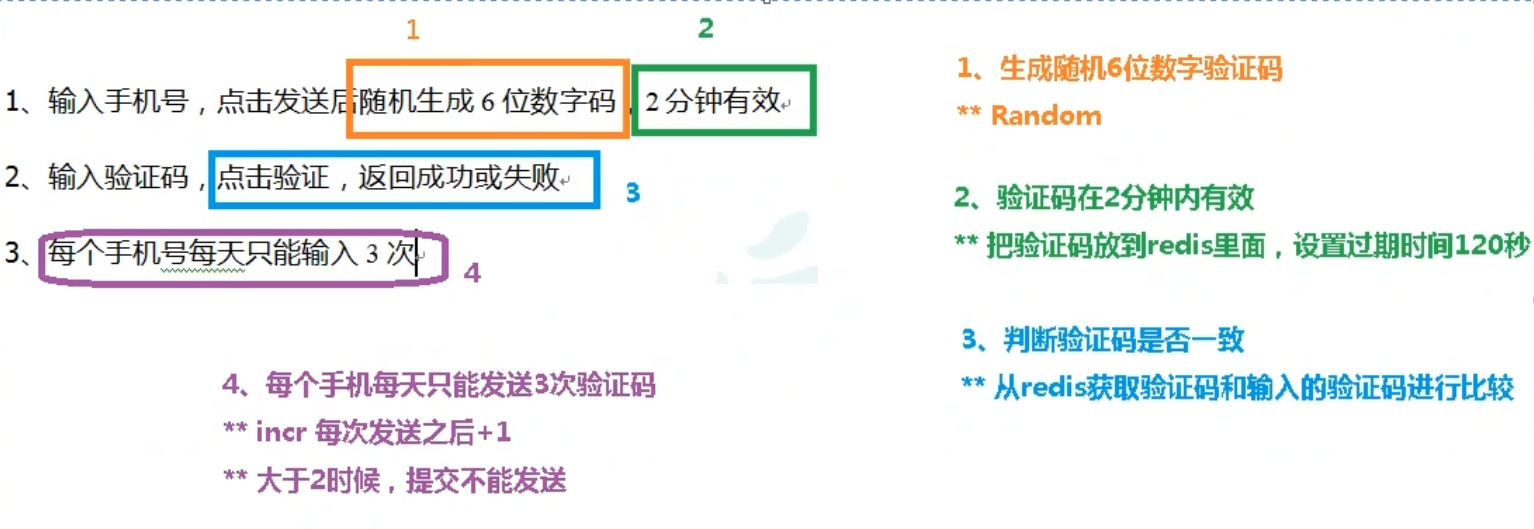 1
2
1、输入手机号，点击发送后随机生成 6 位数字码，2 分钟有效
2、输入验证码，点击验证，返回成功或失败
3
3、每个手机号每天只能输入 3 次
4
4、每个手机每天只能发送3次验证码
** incr 每次发送之后+1
** 大于2时候，提交不能发送
1、生成随机6位数字验证码
** Random
2、验证码在2分钟内有效
** 把验证码放到redis里面，设置过期时间120秒
3、判断验证码是否一致
** 从redis获取验证码和输入的验证码进行比较